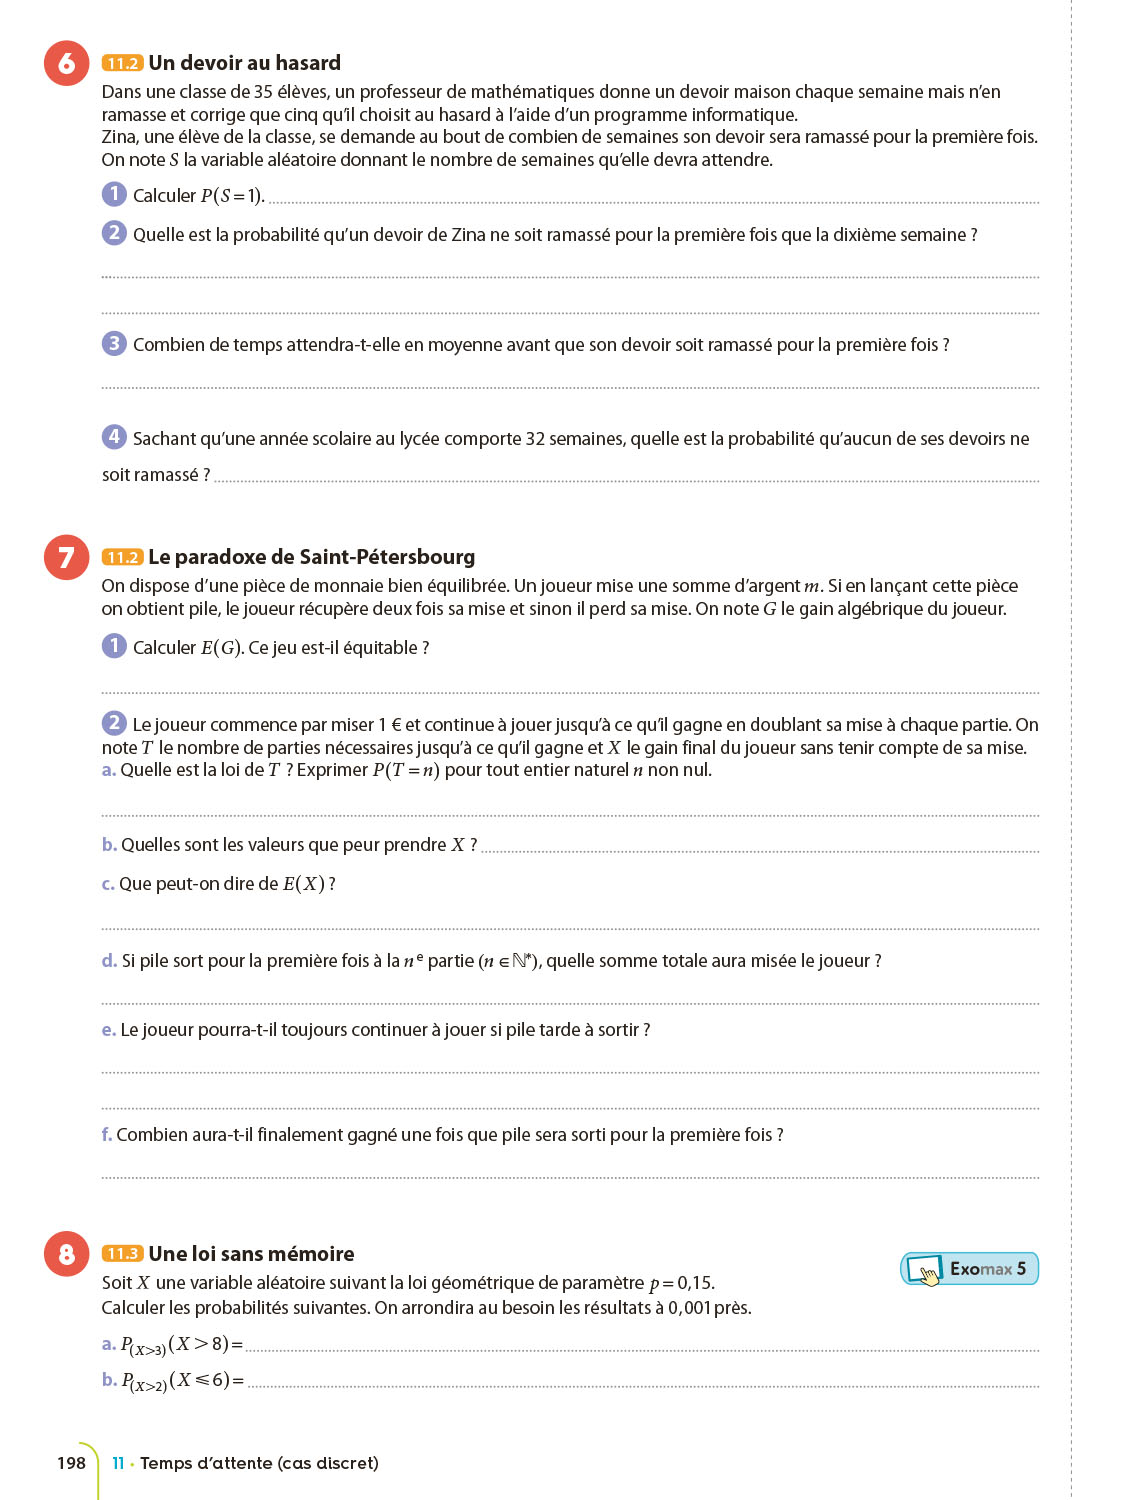 6 11.2 Un devoir au hasard
Dans une classe de 35 élèves, un professeur de mathématiques donne un devoir maison chaque semaine mais n’en
ramasse et corrige que cinq qu’il choisit au hasard à l’aide d’un programme informatique.
Zina, une élève de la classe, se demande au bout de combien de semaines son devoir sera ramassé pour la première fois.
On note S la variable aléatoire donnant le nombre de semaines qu’elle devra attendre.
1 Calculer P(S=1).
2 Quelle est la probabilité qu’un devoir de Zina ne soit ramassé pour la première fois que la dixième semaine ?
3 Combien de temps attendra-t-elle en moyenne avant que son devoir soit ramassé pour la première fois ?
4 Sachant qu’une année scolaire au lycée comporte 32 semaines, quelle est la probabilité qu’aucun de ses devoirs ne
soit ramassé ?
7 11.2 Le paradoxe de Saint-Pétersbourg
On dispose d’une pièce de monnaie bien équilibrée. Un joueur mise une somme d’argent m. Si en lançant cette pièce
on obtient pile, le joueur récupère deux fois sa mise et sinon il perd sa mise. On note G le gain algébrique du joueur.
1 Calculer E(G). Ce jeu est-il équitable ?
2 Le joueur commence par miser 1 € et continue à jouer jusqu’à ce qu’il gagne en doublant sa mise à chaque partie. On
note T le nombre de parties nécessaires jusqu’à ce qu’il gagne et X le gain final du joueur sans tenir compte de sa mise.
a. Quelle est la loi de T ? Exprimer P(T=n) pour tout entier naturel n non nul.
b. Quelles sont les valeurs que peur prendre X ?
c. Que peut-on dire de E(X) ?
d. Si pile sort pour la première fois à la nᵉ partie (n ∈ ℕ*), quelle somme totale aura misée le joueur ?
e. Le joueur pourra-t-il toujours continuer à jouer si pile tarde à sortir ?
f. Combien aura-t-il finalement gagné une fois que pile sera sorti pour la première fois ?
8 11.3 Une loi sans mémoire
Exomax 5
Soit X une variable aléatoire suivant la loi géométrique de paramètre p = 0,15.
Calculer les probabilités suivantes. On arrondira au besoin les résultats à 0,001 près.
a. P(X>3)(X > 8) =
b. P(X>2)(X ⩽ 6) =
198 11 • Temps d’attente (cas discret)